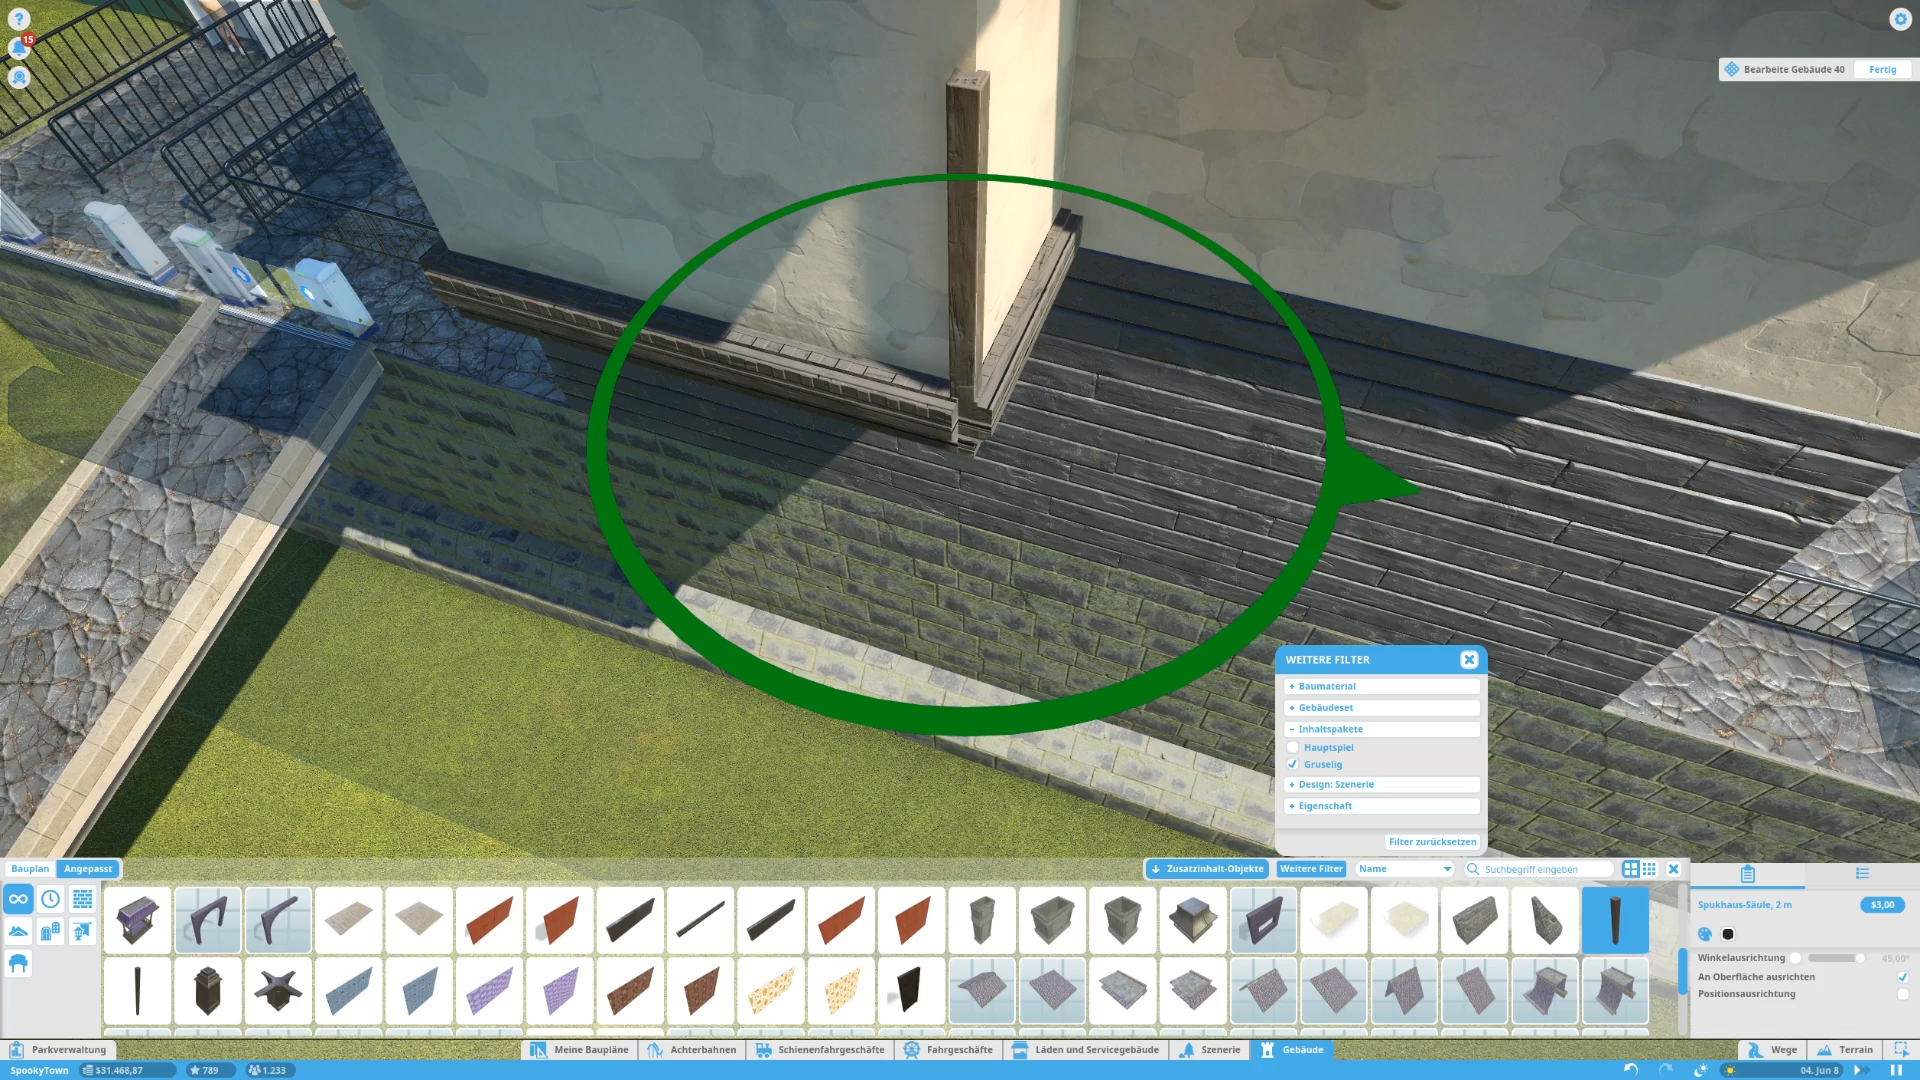 ?
15
Bearbeite Gebäude 40
Fertig
WEITERE FILTER
+ Baumaterial
+ Gebäudeset
− Inhaltspakete
Hauptspiel
Gruselig
+ Design: Szenerie
+ Eigenschaft
Filter zurücksetzen
Bauplan
Angepasst
Zusatzinhalt-Objekte
Weitere Filter
Name
Suchbegriff eingeben
Spukhaus-Säule, 2 m
$3,00
Winkelausrichtung
45,00°
An Oberfläche ausrichten
Positionsausrichtung
Parkverwaltung
Meine Baupläne
Achterbahnen
Schienenfahrgeschäfte
Fahrgeschäfte
Läden und Servicegebäude
Szenerie
Gebäude
Wege
Terrain
SpookyTown
$31.468,87
789
1.233
04. Jun 8